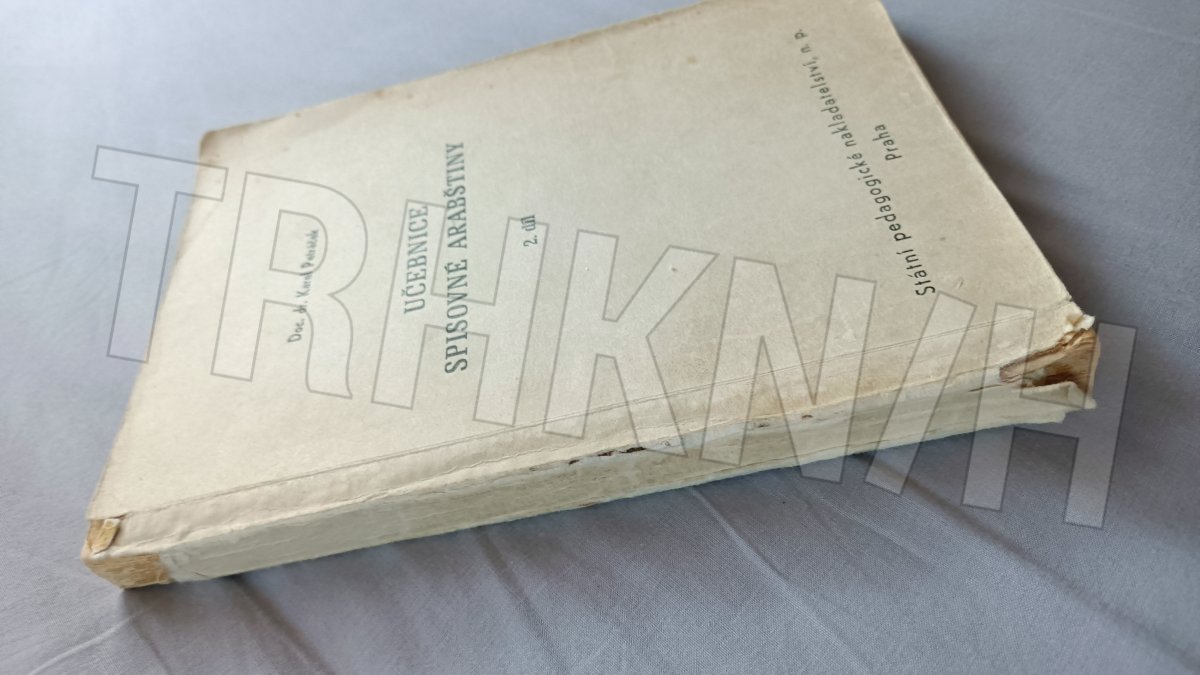 Doc. dr. Karel Petráček
UČEBNICE
SPISOVNÉ ARABŠTINY
2. díl
Státní pedagogické nakladatelství, n. p.
Praha
TRHKNIH